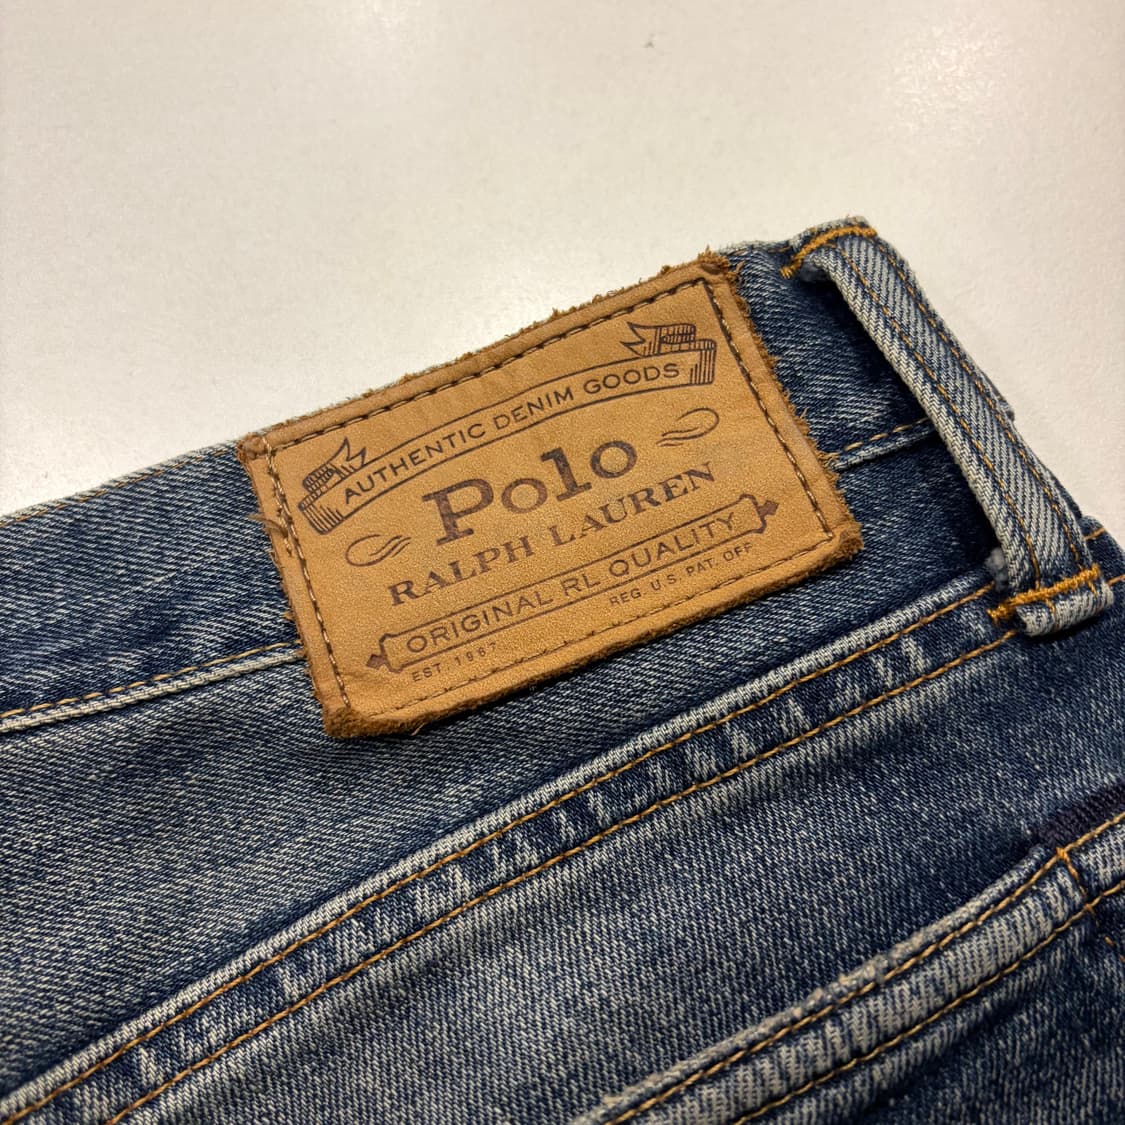 AUTHENTIC DENIM GOODS
Polo
RALPH LAUREN
ORIGINAL RL QUALITY
EST. 1967
REG. U.S. PAT. OFF